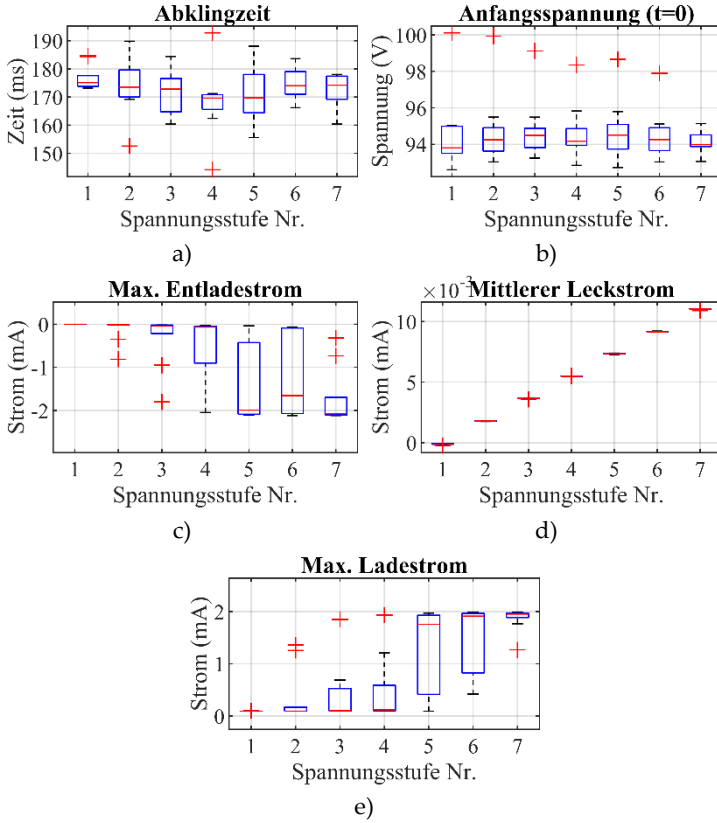 Abklingzeit
Zeit (ms)
190
180
170
160
150
1 2 3 4 5 6 7
Spannungsstufe Nr.
a)
Anfangsspannung (t=0)
Spannung (V)
100
98
96
94
1 2 3 4 5 6 7
Spannungsstufe Nr.
b)
Max. Entladestrom
Strom (mA)
0
-1
-2
1 2 3 4 5 6 7
Spannungsstufe Nr.
c)
×10⁻³ Mittlerer Leckstrom
Strom (mA)
10
5
0
1 2 3 4 5 6 7
Spannungsstufe Nr.
d)
Max. Ladestrom
Strom (mA)
2
1
0
1 2 3 4 5 6 7
Spannungsstufe Nr.
e)